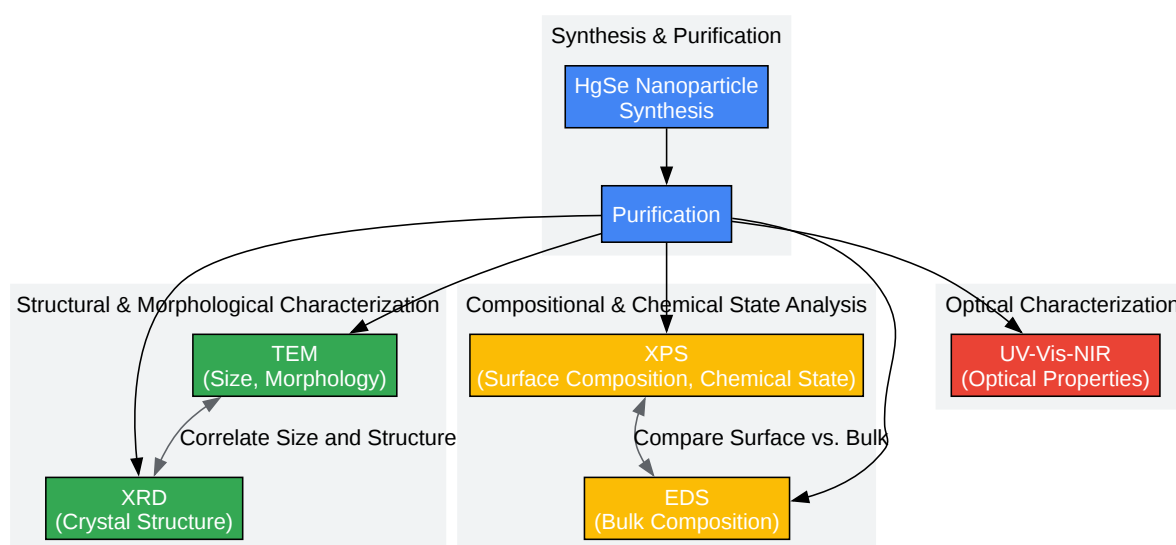 Synthesis & Purification
HgSe Nanoparticle
Synthesis
Purification
Structural & Morphological Characterization
TEM
(Size, Morphology)
Correlate Size and Structure
XRD
(Crystal Structure)
Compositional & Chemical State Analysis
XPS
(Surface Composition, Chemical State)
Compare Surface vs. Bulk
EDS
(Bulk Composition)
Optical Characterization
UV-Vis-NIR
(Optical Properties)